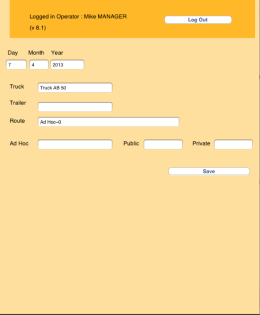 Logged in Operator : Mike MANAGER
Log Out
(v 6.1)
Day Month Year
7 4 2013
Truck Truck AB 50
Trailer
Route Ad Hoc~0
Ad Hoc Public Private
Save